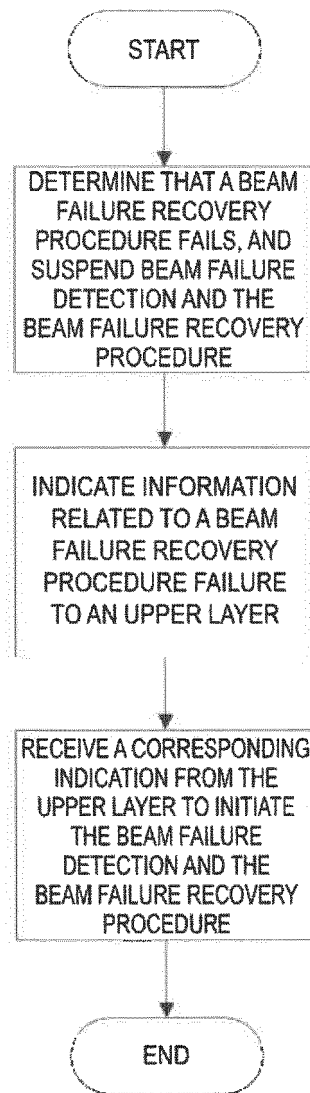 START
DETERMINE THAT A BEAM
FAILURE RECOVERY
PROCEDURE FAILS, AND
SUSPEND BEAM FAILURE
DETECTION AND THE
BEAM FAILURE RECOVERY
PROCEDURE
INDICATE INFORMATION
RELATED TO A BEAM
FAILURE RECOVERY
PROCEDURE FAILURE
TO AN UPPER LAYER
RECEIVE A CORRESPONDING
INDICATION FROM THE
UPPER LAYER TO INITIATE
THE BEAM FAILURE
DETECTION AND THE
BEAM FAILURE RECOVERY
PROCEDURE
END